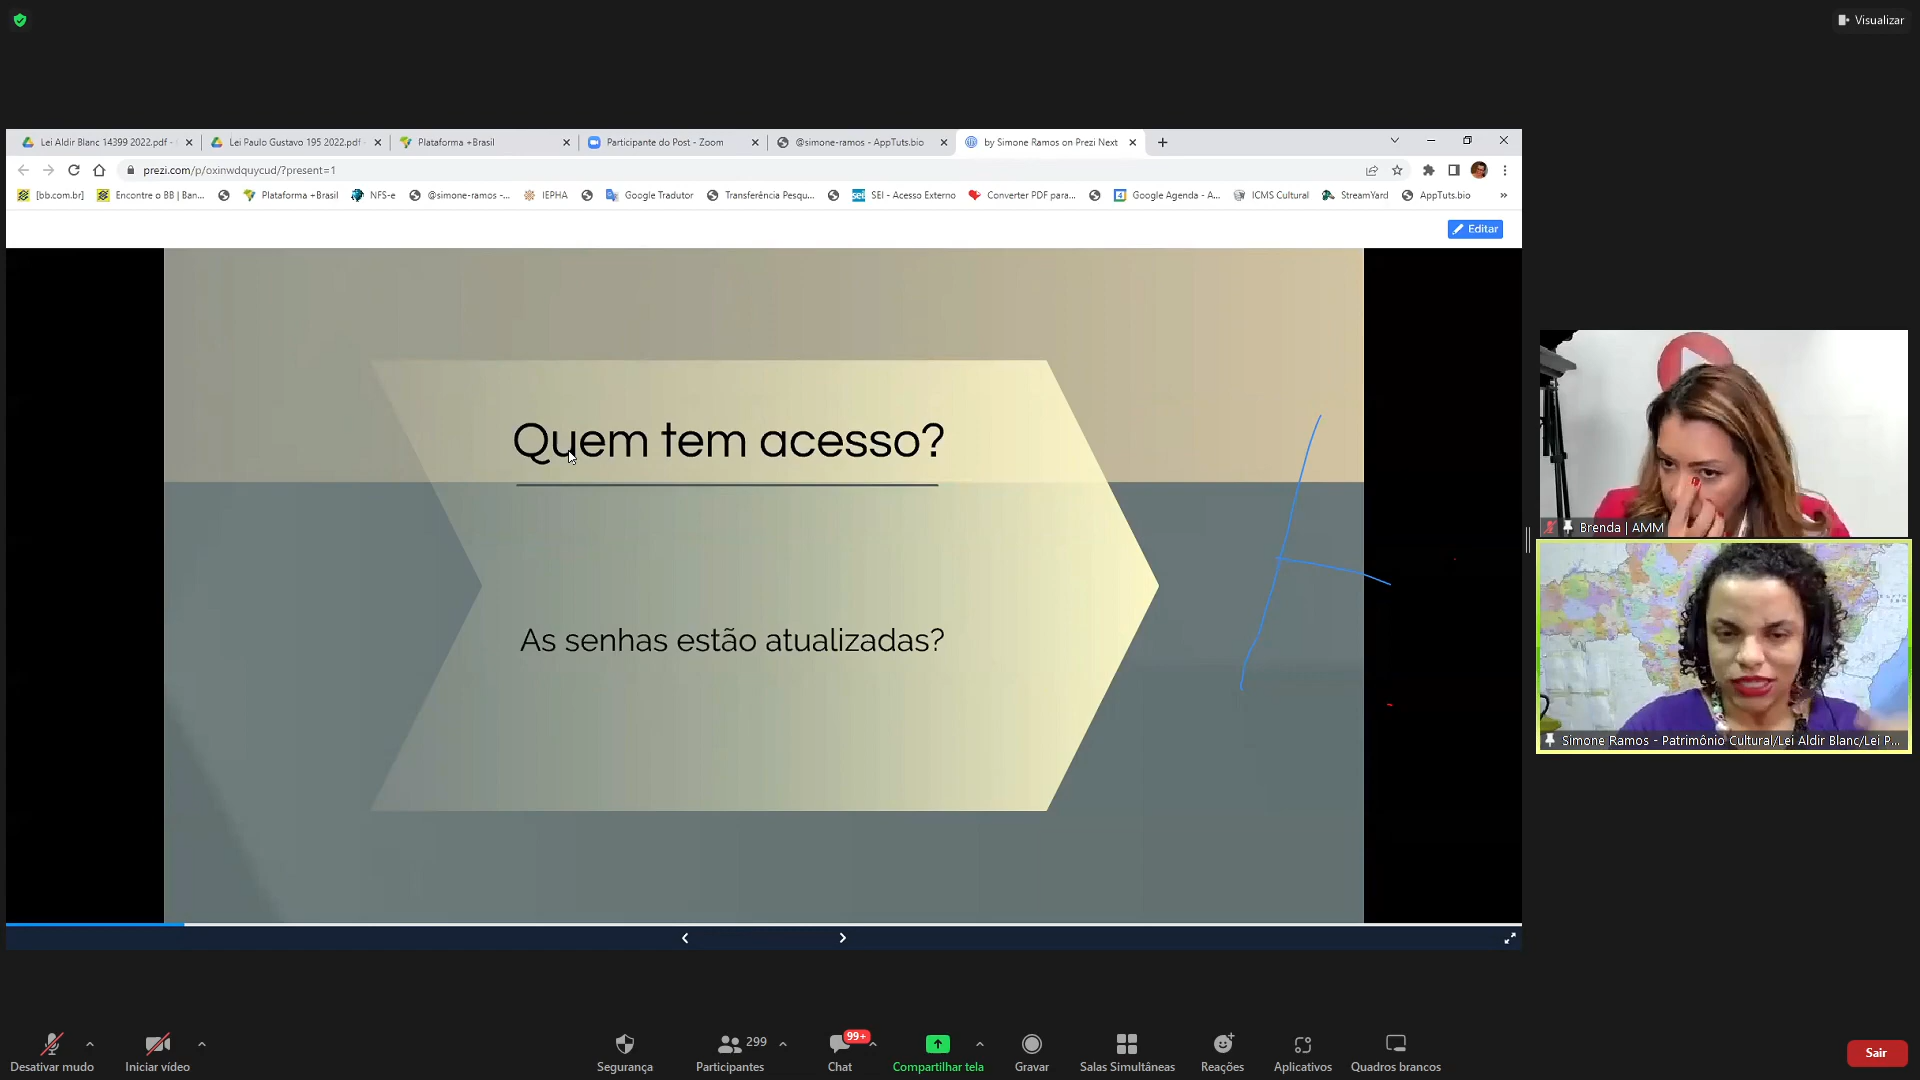 Visualizar
Lei Aldir Blanc 14399 2022.pdf -
Lei Paulo Gustavo 195 2022.pdf
Plataforma +Brasil
Participante do Post - Zoom
@simone-ramos - AppTuts.bio
by Simone Ramos on Prezi Next
prezi.com/p/oxinwdquycud/?present=1
[bb.com.br]
Encontre o BB | Ban...
Plataforma +Brasil
NFS-e
@simone-ramos -...
IEPHA
Google Tradutor
Transferência Pesqu...
SEI - Acesso Externo
Converter PDF para...
Google Agenda - A...
ICMS Cultural
StreamYard
AppTuts.bio
Editar
Quem tem acesso?
As senhas estão atualizadas?
Brenda | AMM
Simone Ramos - Patrimônio Cultural/Lei Aldir Blanc/Lei P...
Desativar mudo
Iniciar vídeo
Segurança
299
Participantes
99+
Chat
Compartilhar tela
Gravar
Salas Simultâneas
Reações
Aplicativos
Quadros brancos
Sair